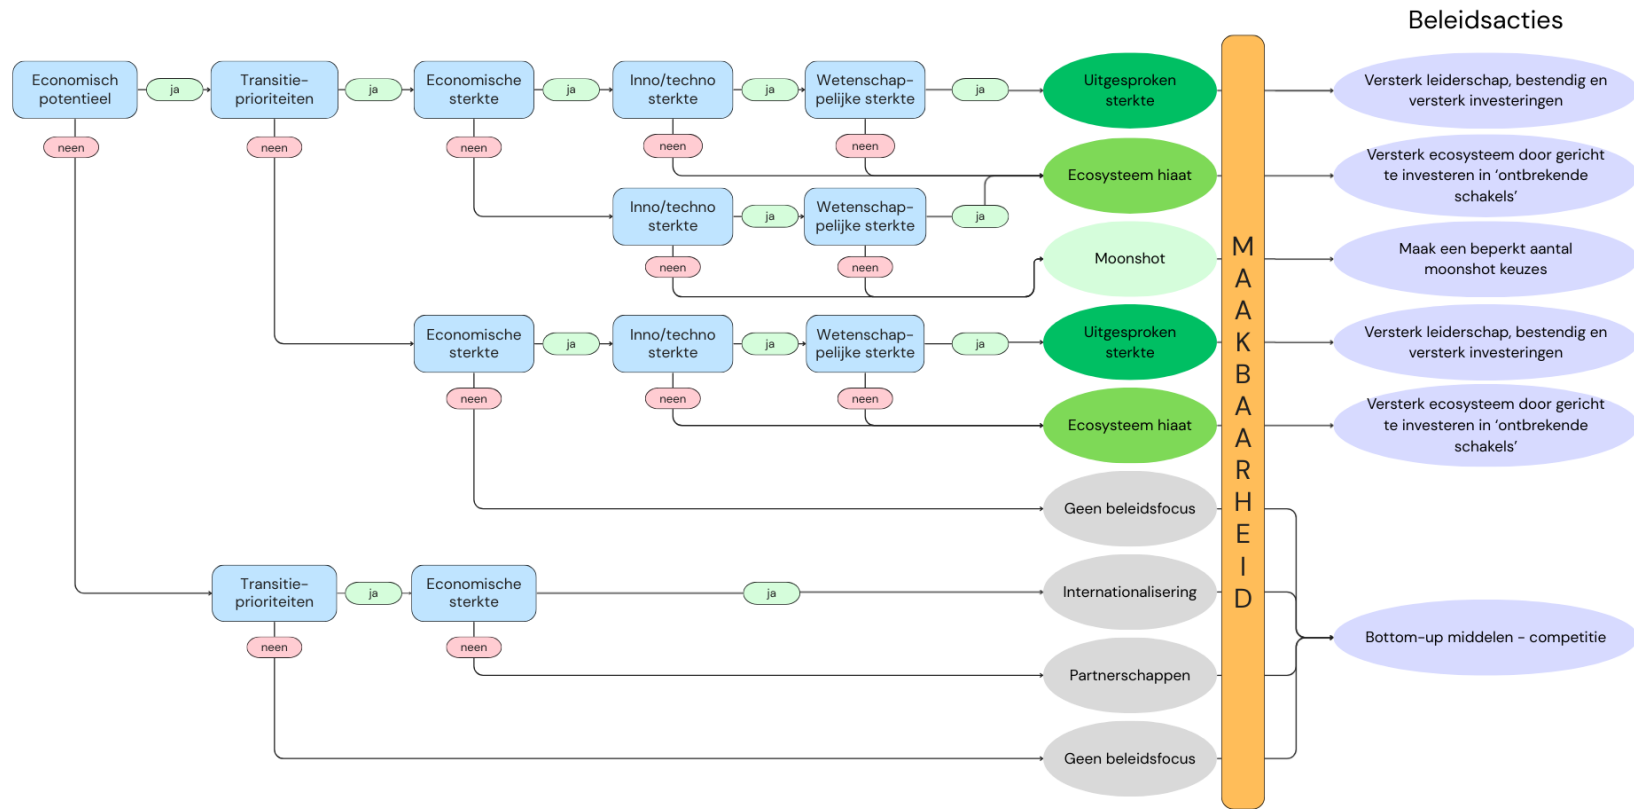 Beleidsacties
Economisch
potentieel
ja
Transitie-
prioriteiten
ja
Economische
sterkte
ja
Inno/techno
sterkte
ja
Wetenschap-
pelijke sterkte
ja
Uitgesproken
sterkte
Versterk leiderschap, bestendig en
versterk investeringen
neen
neen
neen
neen
neen
Ecosysteem hiaat
Versterk ecosysteem door gericht
te investeren in ‘ontbrekende
schakels’
Inno/techno
sterkte
ja
Wetenschap-
pelijke sterkte
ja
neen
neen
Moonshot
Maak een beperkt aantal
moonshot keuzes
Economische
sterkte
ja
Inno/techno
sterkte
ja
Wetenschap-
pelijke sterkte
ja
Uitgesproken
sterkte
Versterk leiderschap, bestendig en
versterk investeringen
neen
neen
neen
Ecosysteem hiaat
Versterk ecosysteem door gericht
te investeren in ‘ontbrekende
schakels’
Geen beleidsfocus
Transitie-
prioriteiten
ja
Economische
sterkte
ja
Internationalisering
neen
neen
Partnerschappen
Bottom-up middelen - competitie
Geen beleidsfocus
M
A
A
K
B
A
A
R
H
E
I
D